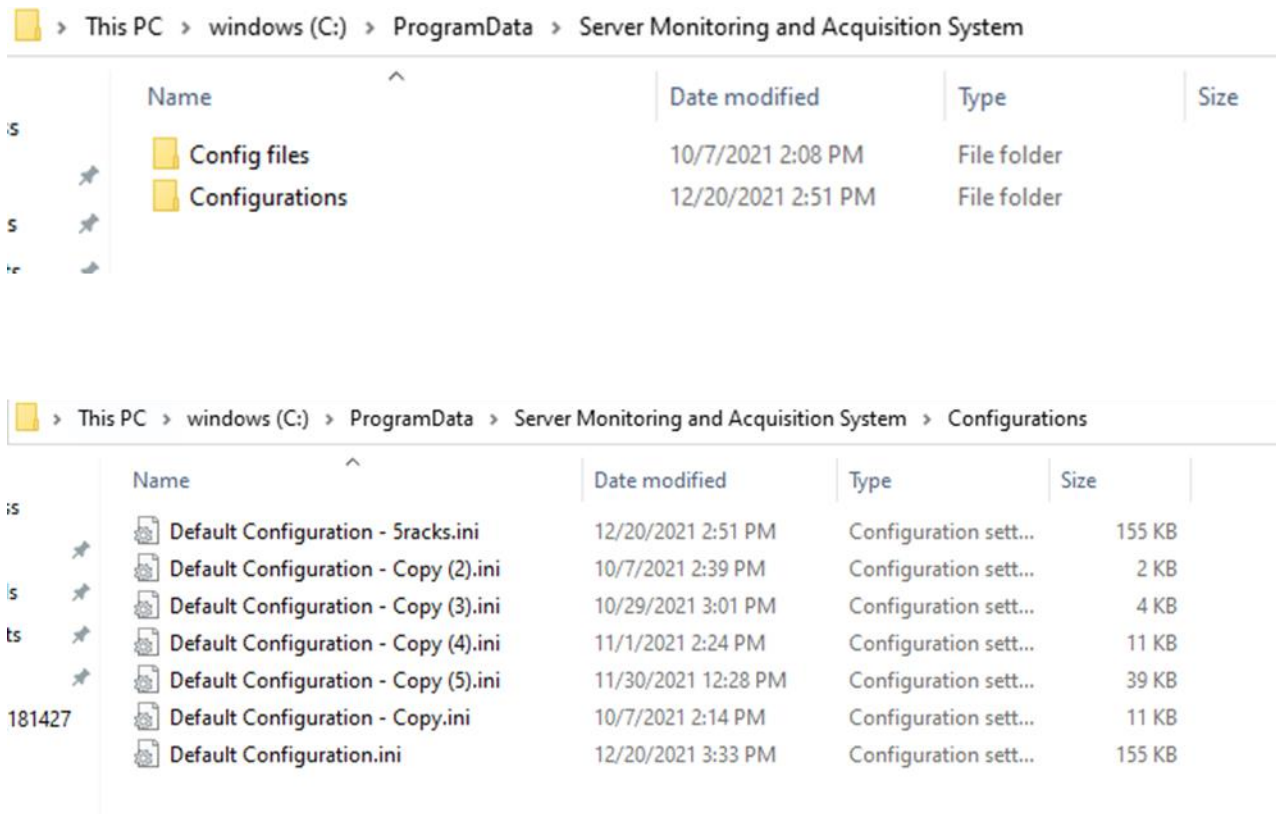 This PC > windows (C:) > ProgramData > Server Monitoring and Acquisition System
Name Date modified Type Size
Config files 10/7/2021 2:08 PM File folder
Configurations 12/20/2021 2:51 PM File folder
This PC > windows (C:) > ProgramData > Server Monitoring and Acquisition System > Configurations
Name Date modified Type Size
Default Configuration - 5racks.ini 12/20/2021 2:51 PM Configuration sett... 155 KB
Default Configuration - Copy (2).ini 10/7/2021 2:39 PM Configuration sett... 2 KB
Default Configuration - Copy (3).ini 10/29/2021 3:01 PM Configuration sett... 4 KB
Default Configuration - Copy (4).ini 11/1/2021 2:24 PM Configuration sett... 11 KB
Default Configuration - Copy (5).ini 11/30/2021 12:28 PM Configuration sett... 39 KB
181427 Default Configuration - Copy.ini 10/7/2021 2:14 PM Configuration sett... 11 KB
Default Configuration.ini 12/20/2021 3:33 PM Configuration sett... 155 KB